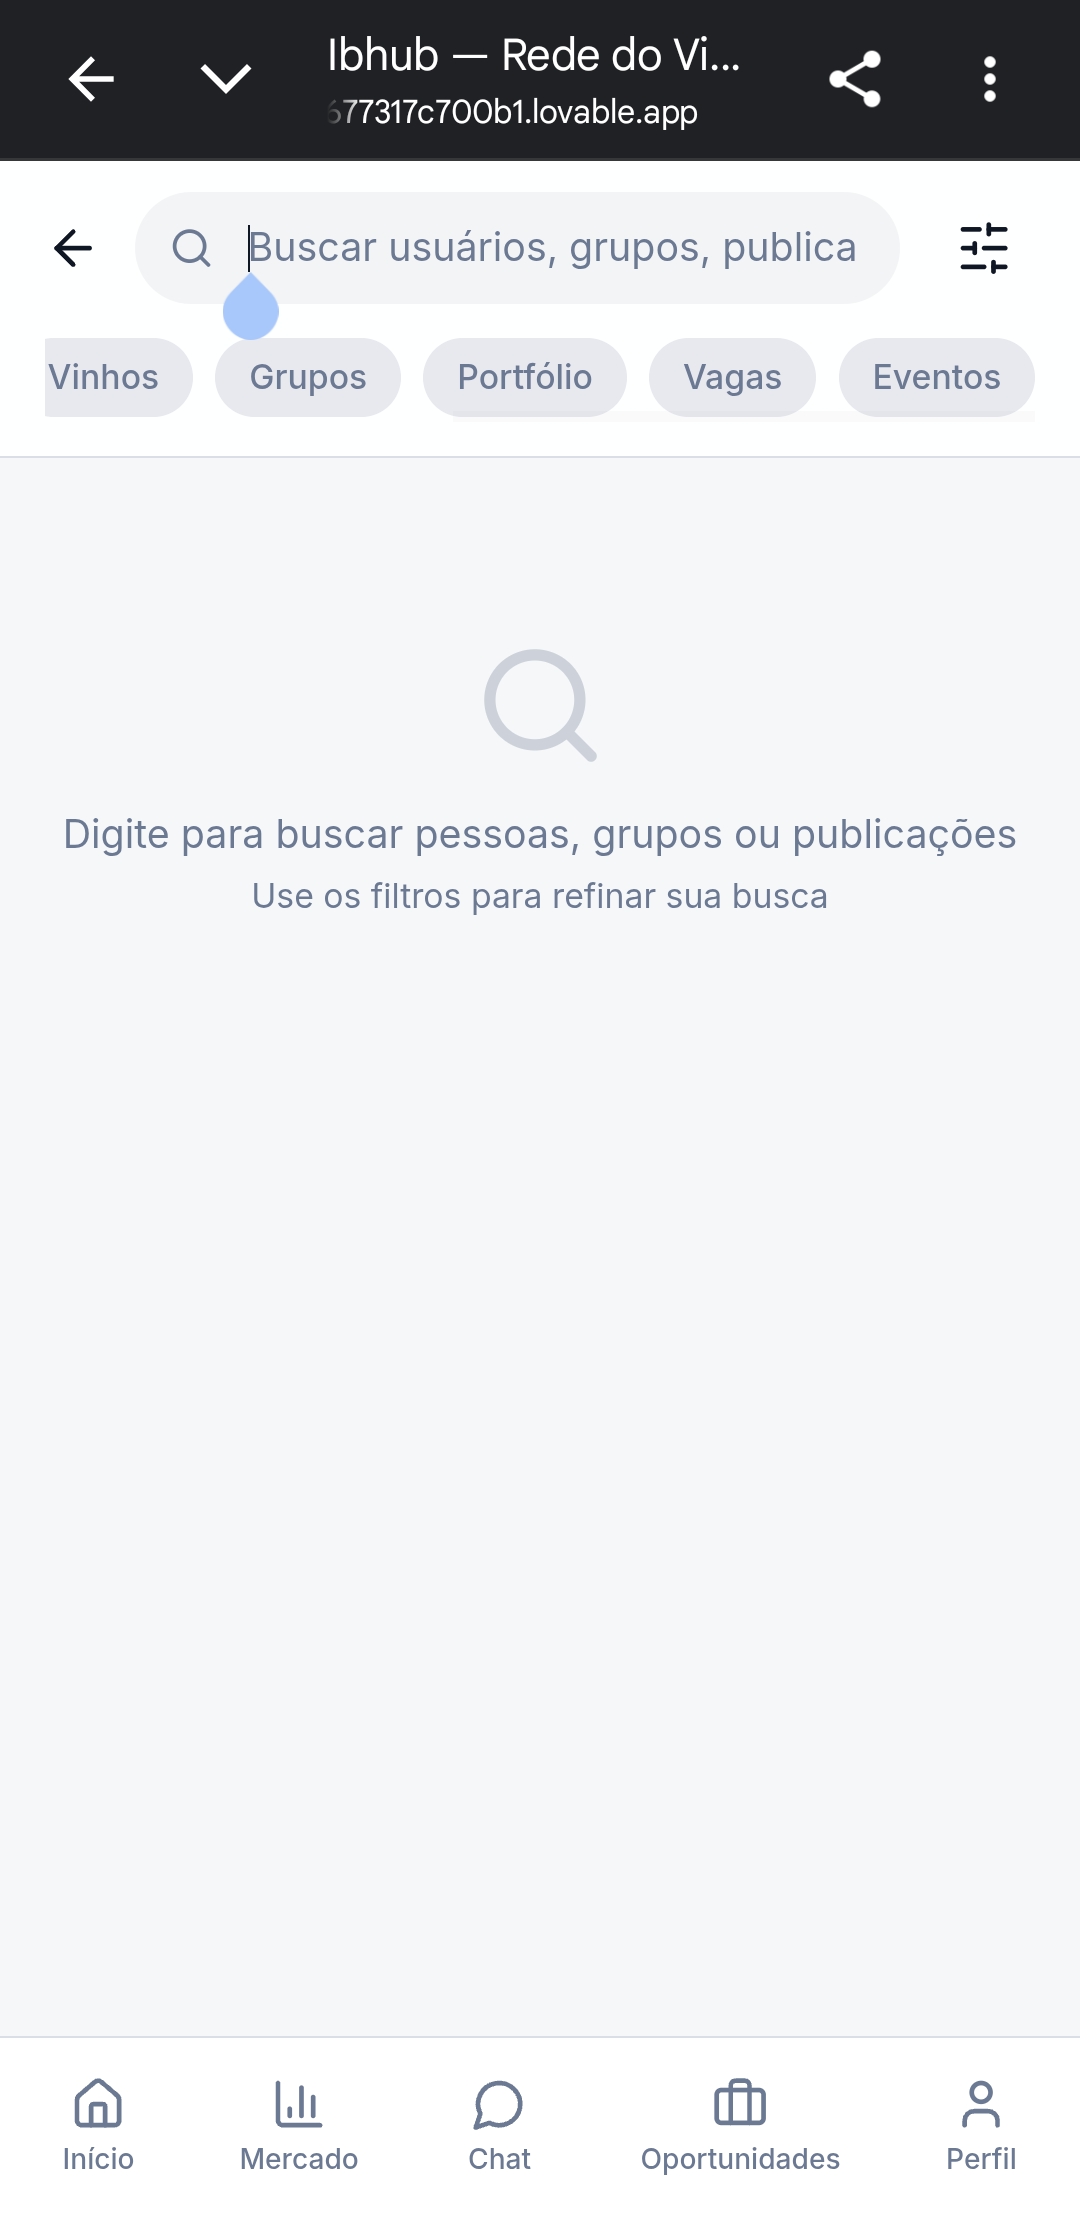 Ibhub — Rede do Vi...
677317c700b1.lovable.app
Buscar usuários, grupos, publica
Vinhos
Grupos
Portfólio
Vagas
Eventos
Digite para buscar pessoas, grupos ou publicações
Use os filtros para refinar sua busca
Início
Mercado
Chat
Oportunidades
Perfil